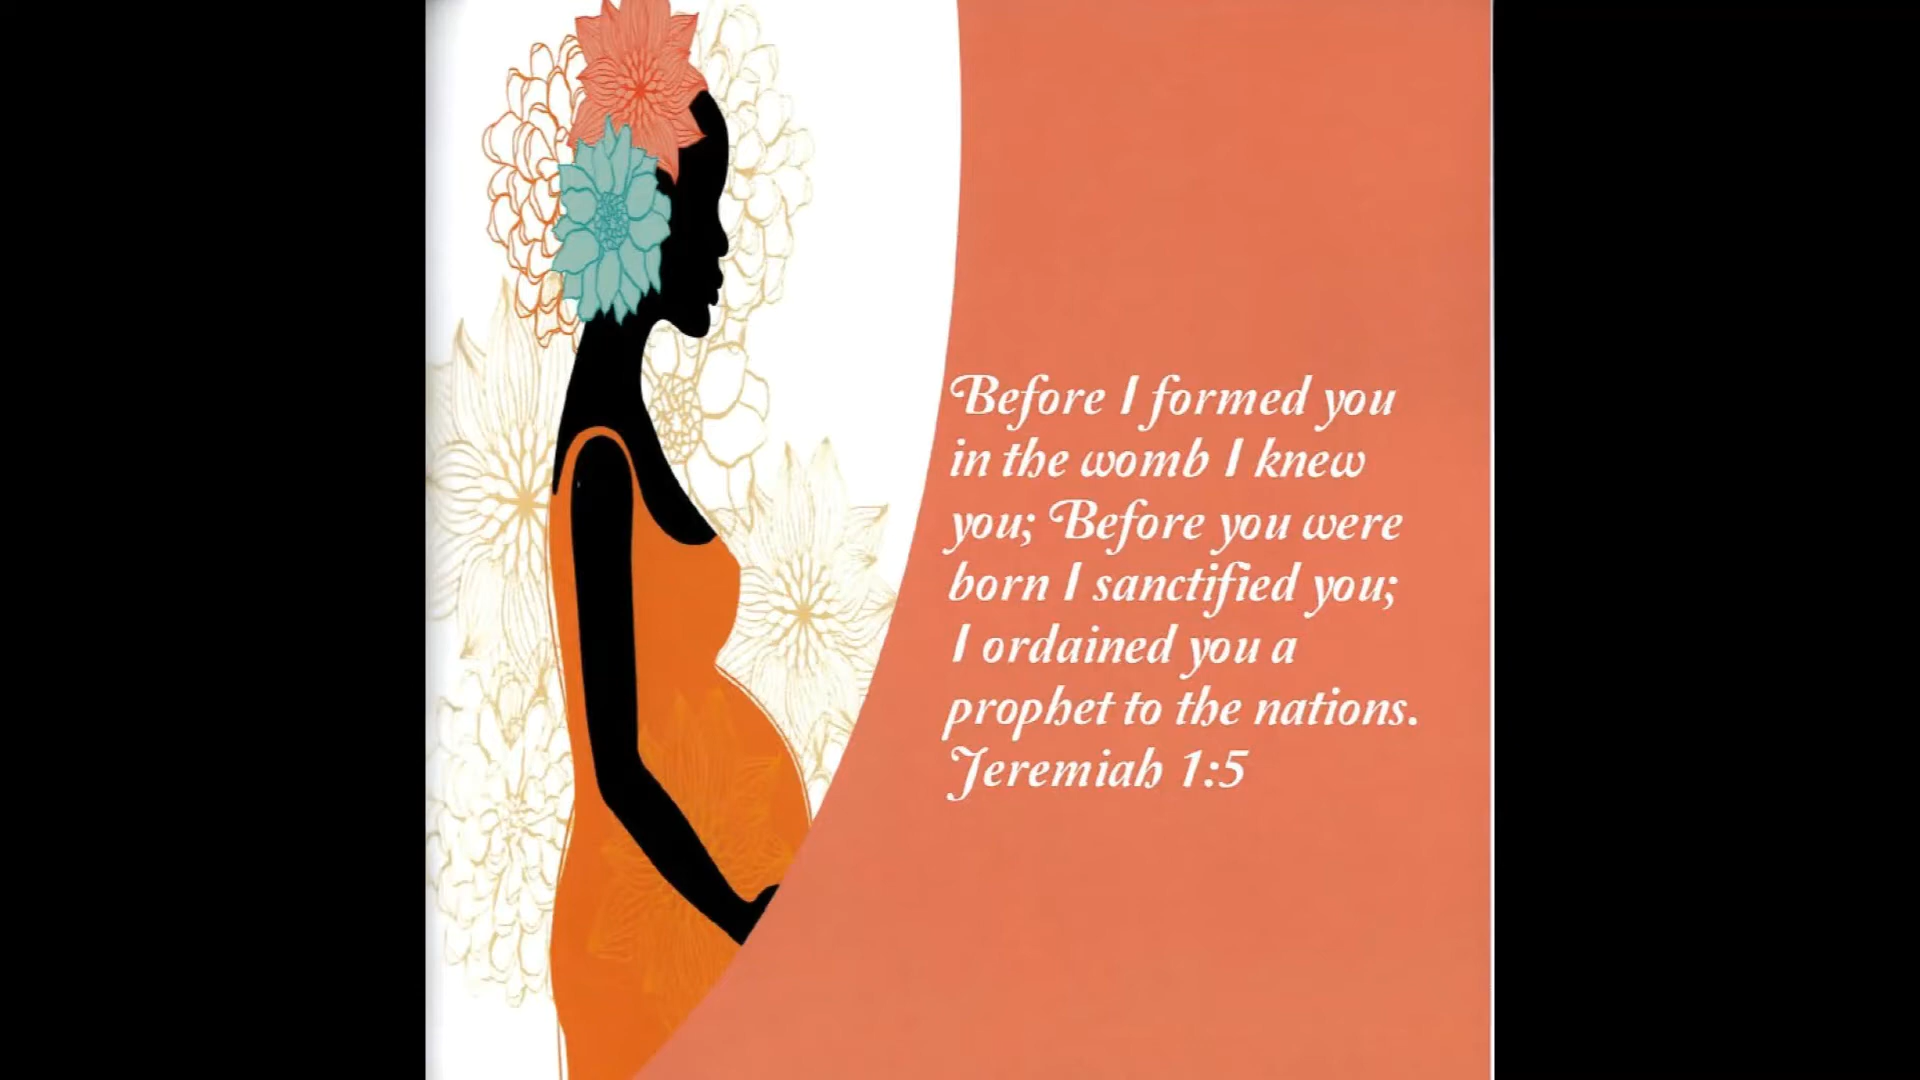 Before I formed you
in the womb I knew
you; Before you were
born I sanctified you;
I ordained you a
prophet to the nations.
Jeremiah 1:5